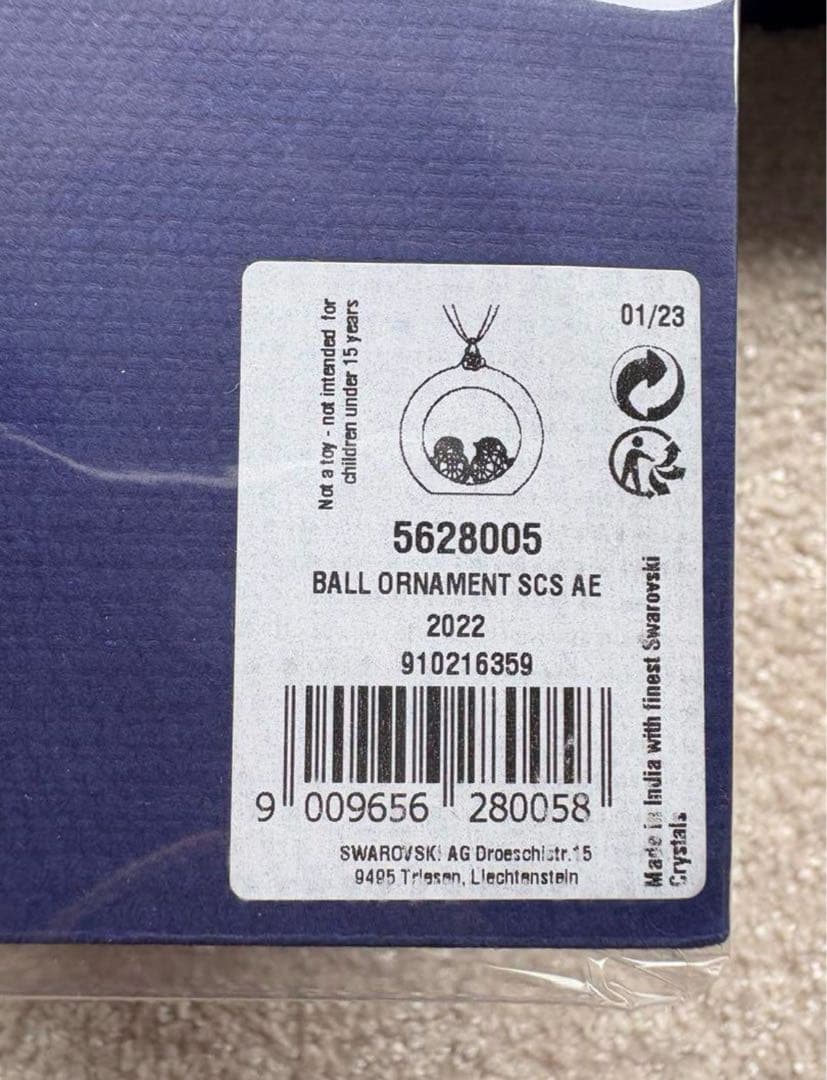 Not a toy - not intended for
children under 15 years
01/23
5628005
BALL ORNAMENT SCS AE
2022
910216359
9 009656 280058
SWAROVSKI AG Droeschistr.15
9495 Triesen, Liechtenstein
Made in India with finest Swarovski
Crystals